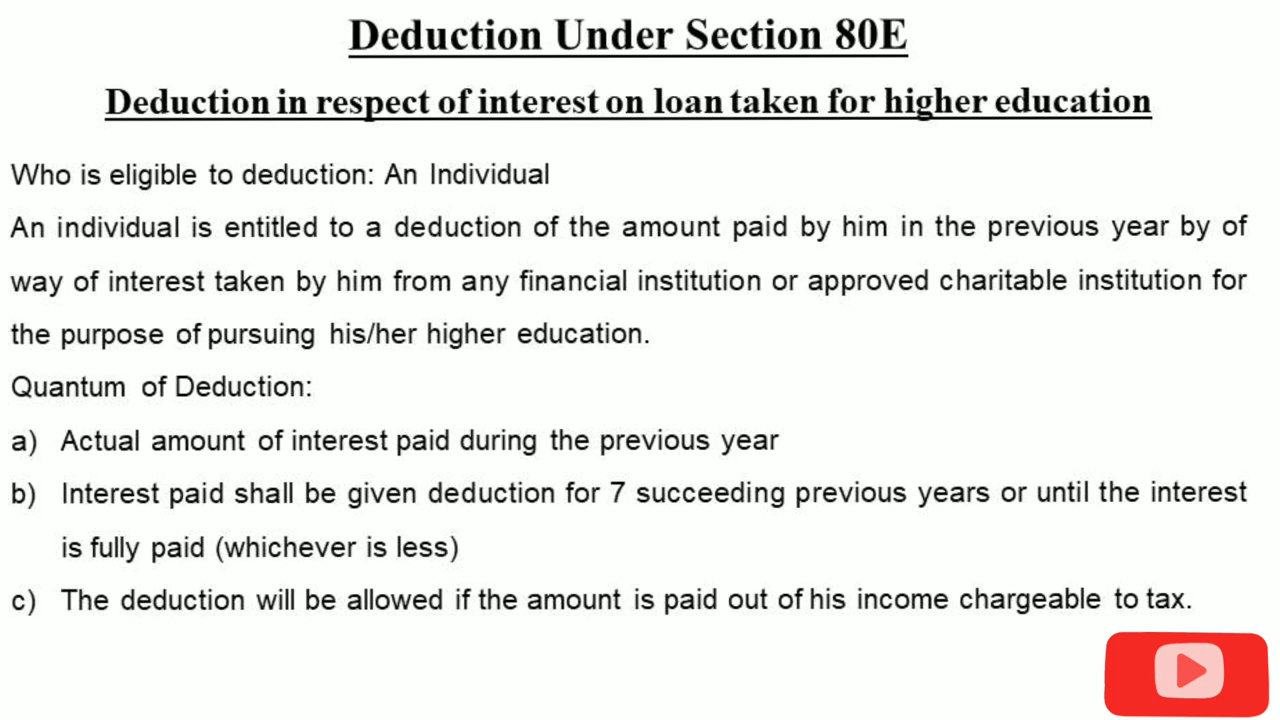 Deduction Under Section 80E
Deduction in respect of interest on loan taken for higher education
Who is eligible to deduction: An Individual
An individual is entitled to a deduction of the amount paid by him in the previous year by of
way of interest taken by him from any financial institution or approved charitable institution for
the purpose of pursuing his/her higher education.
Quantum of Deduction:
a) Actual amount of interest paid during the previous year
b) Interest paid shall be given deduction for 7 succeeding previous years or until the interest
is fully paid (whichever is less)
c) The deduction will be allowed if the amount is paid out of his income chargeable to tax.